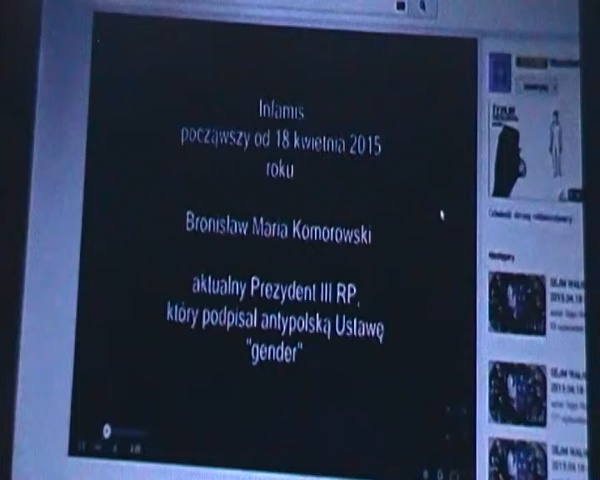 Infamis
począwszy od 18 kwietnia 2015
roku
Bronisław Maria Komorowski
aktualny Prezydent III RP,
który podpisał antypolską Ustawę
"gender"